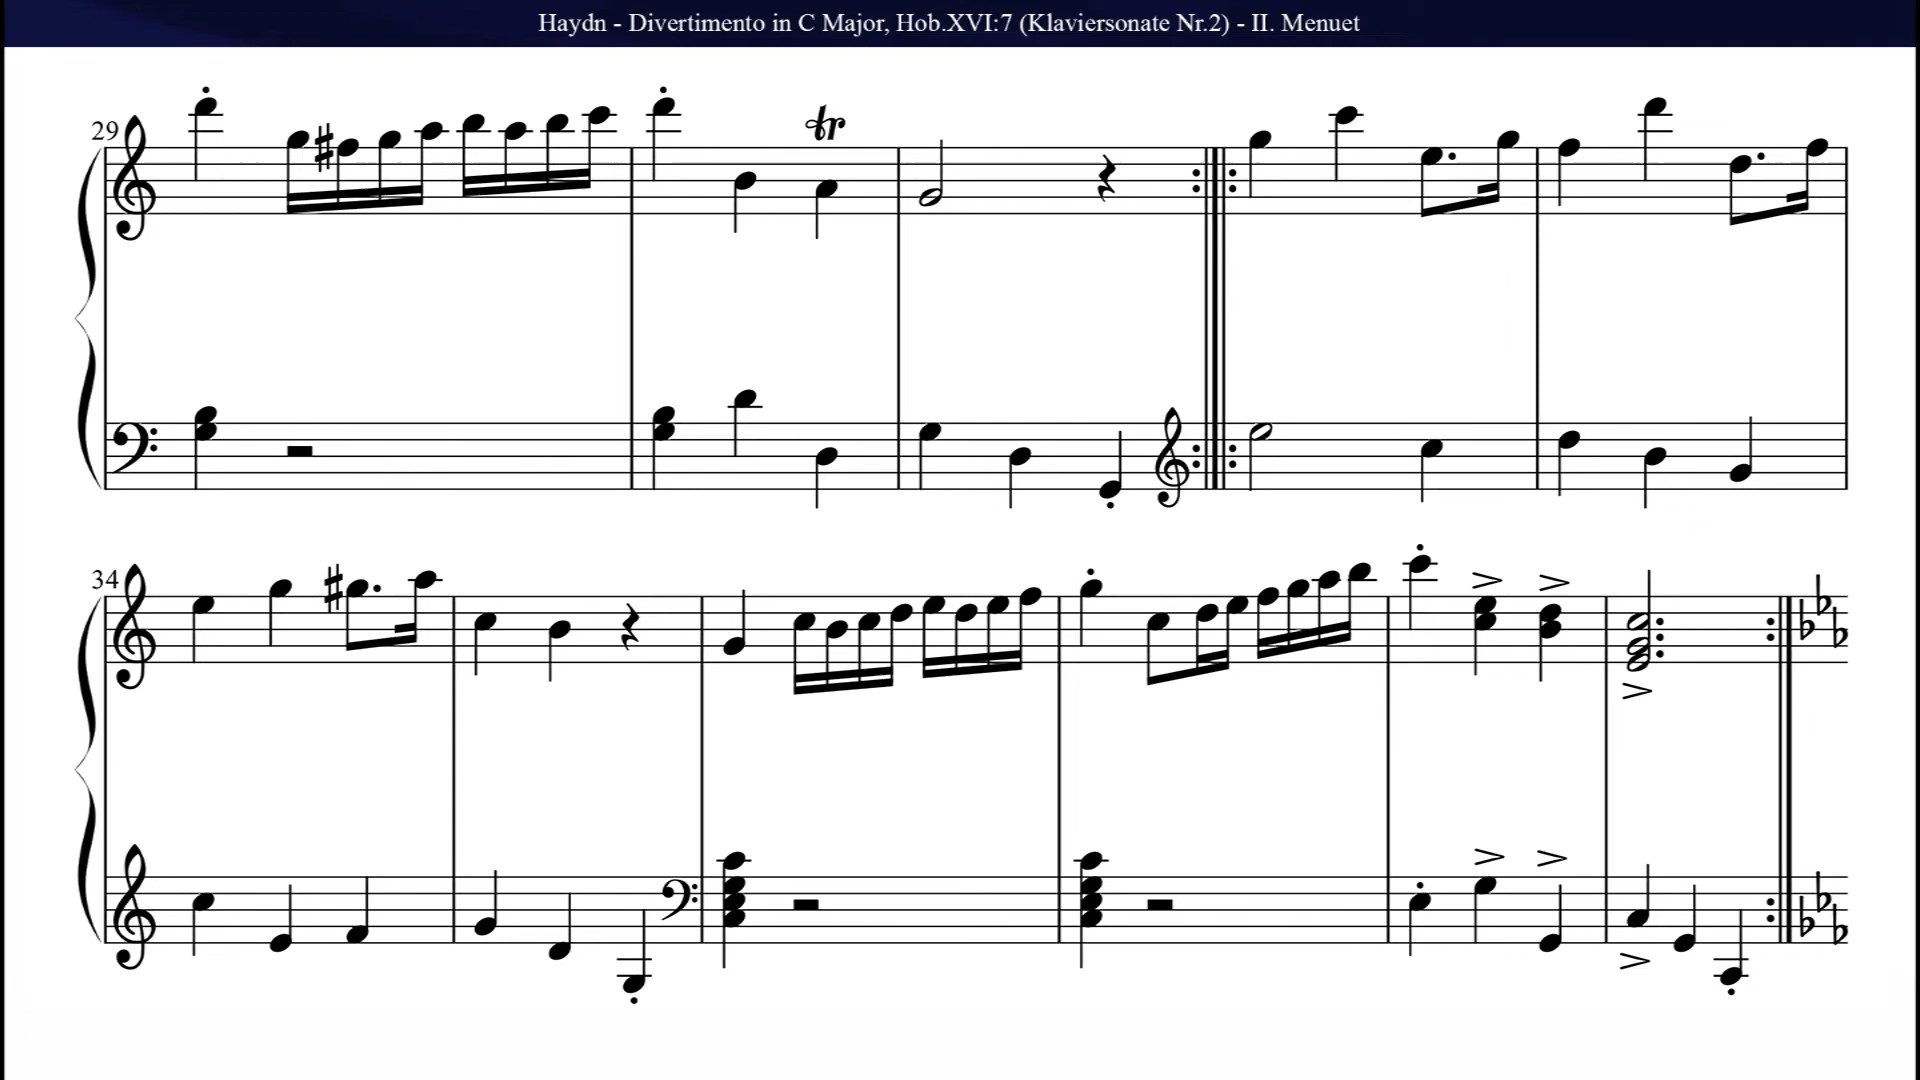 Haydn - Divertimento in C Major, Hob.XVI:7 (Klaviersonate Nr.2) - II. Menuet
29
tr
34